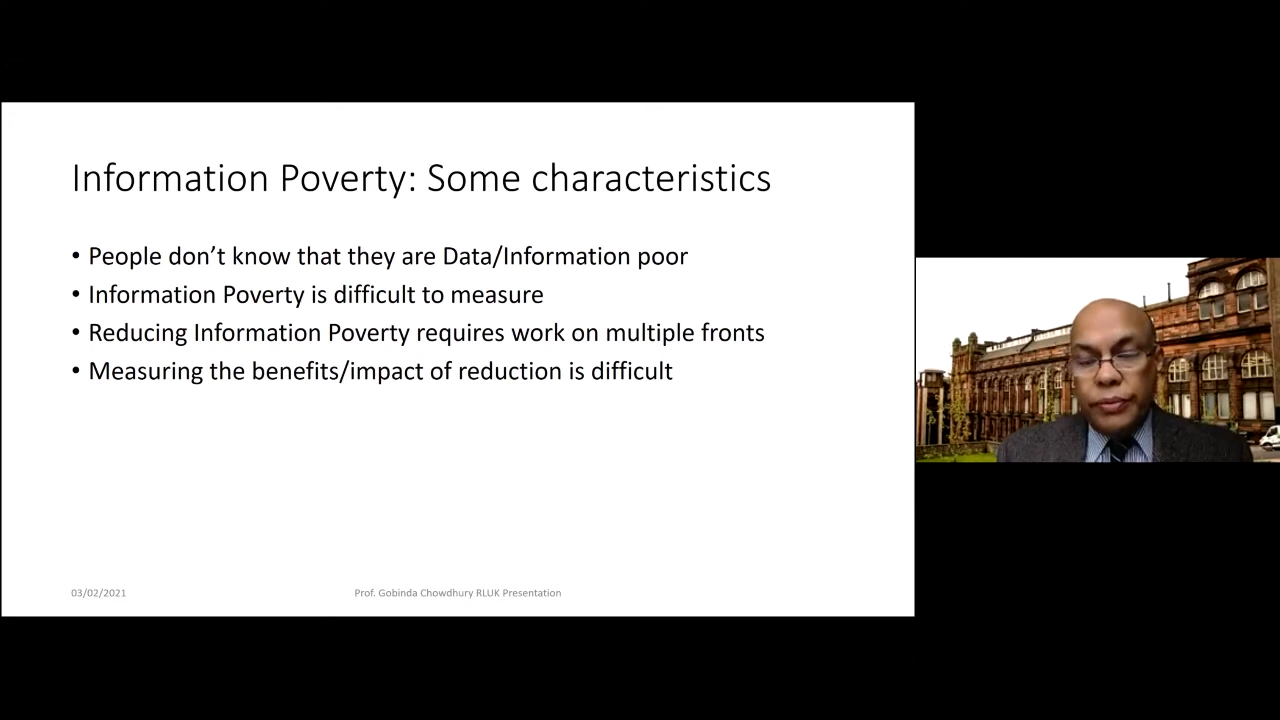 Information Poverty: Some characteristics
• People don’t know that they are Data/Information poor
• Information Poverty is difficult to measure
• Reducing Information Poverty requires work on multiple fronts
• Measuring the benefits/impact of reduction is difficult
03/02/2021
Prof. Gobinda Chowdhury RLUK Presentation